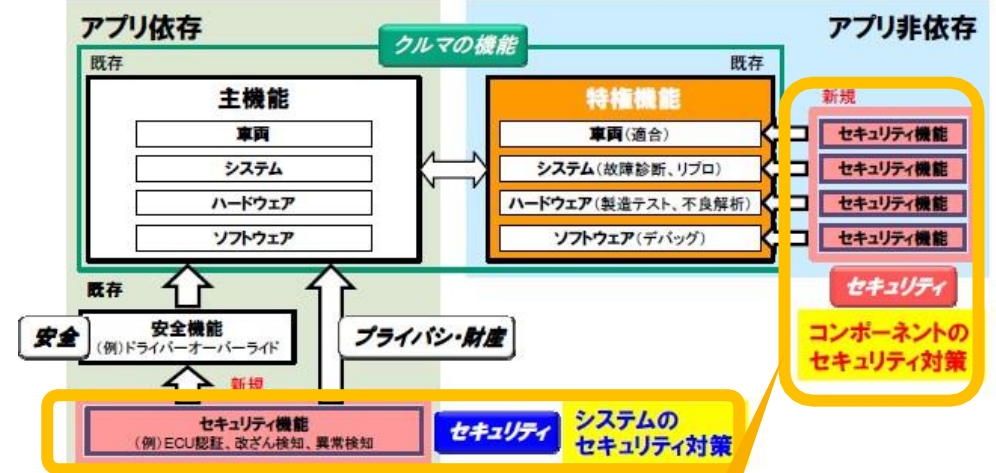 アプリ依存
アプリ非依存
クルマの機能
既存
既存
主機能
車両
システム
ハードウェア
ソフトウェア
特権機能
車両(適合)
システム(故障診断、リプロ)
ハードウェア(製造テスト、不良解析)
ソフトウェア(デバッグ)
新規
セキュリティ機能
セキュリティ機能
セキュリティ機能
セキュリティ機能
セキュリティ
コンポーネントの
セキュリティ対策
既存
安全
安全機能
(例)ドライバーオーバーライド
プライバシ・財産
新規
セキュリティ機能
(例)ECU認証、改ざん検知、異常検知
セキュリティ
システムの
セキュリティ対策